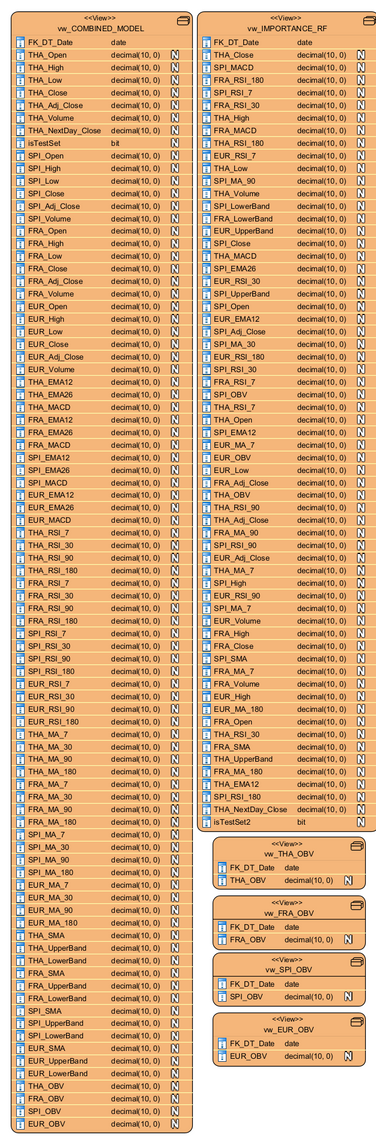 <<View>>
vw_COMBINED_MODEL
FK_DT_Date date
THA_Open decimal(10, 0) N
THA_High decimal(10, 0) N
THA_Low decimal(10, 0) N
THA_Close decimal(10, 0) N
THA_Adj_Close decimal(10, 0) N
THA_Volume decimal(10, 0) N
THA_NextDay_Close decimal(10, 0) N
isTestSet bit N
SPI_Open decimal(10, 0) N
SPI_High decimal(10, 0) N
SPI_Low decimal(10, 0) N
SPI_Close decimal(10, 0) N
SPI_Adj_Close decimal(10, 0) N
SPI_Volume decimal(10, 0) N
FRA_Open decimal(10, 0) N
FRA_High decimal(10, 0) N
FRA_Low decimal(10, 0) N
FRA_Close decimal(10, 0) N
FRA_Adj_Close decimal(10, 0) N
FRA_Volume decimal(10, 0) N
EUR_Open decimal(10, 0) N
EUR_High decimal(10, 0) N
EUR_Low decimal(10, 0) N
EUR_Close decimal(10, 0) N
EUR_Adj_Close decimal(10, 0) N
EUR_Volume decimal(10, 0) N
THA_EMA12 decimal(10, 0) N
THA_EMA26 decimal(10, 0) N
THA_MACD decimal(10, 0) N
FRA_EMA12 decimal(10, 0) N
FRA_EMA26 decimal(10, 0) N
FRA_MACD decimal(10, 0) N
SPI_EMA12 decimal(10, 0) N
SPI_EMA26 decimal(10, 0) N
SPI_MACD decimal(10, 0) N
EUR_EMA12 decimal(10, 0) N
EUR_EMA26 decimal(10, 0) N
EUR_MACD decimal(10, 0) N
THA_RSI_7 decimal(10, 0) N
THA_RSI_30 decimal(10, 0) N
THA_RSI_90 decimal(10, 0) N
THA_RSI_180 decimal(10, 0) N
FRA_RSI_7 decimal(10, 0) N
FRA_RSI_30 decimal(10, 0) N
FRA_RSI_90 decimal(10, 0) N
FRA_RSI_180 decimal(10, 0) N
SPI_RSI_7 decimal(10, 0) N
SPI_RSI_30 decimal(10, 0) N
SPI_RSI_90 decimal(10, 0) N
SPI_RSI_180 decimal(10, 0) N
EUR_RSI_7 decimal(10, 0) N
EUR_RSI_30 decimal(10, 0) N
EUR_RSI_90 decimal(10, 0) N
EUR_RSI_180 decimal(10, 0) N
THA_MA_7 decimal(10, 0) N
THA_MA_30 decimal(10, 0) N
THA_MA_90 decimal(10, 0) N
THA_MA_180 decimal(10, 0) N
FRA_MA_7 decimal(10, 0) N
FRA_MA_30 decimal(10, 0) N
FRA_MA_90 decimal(10, 0) N
FRA_MA_180 decimal(10, 0) N
SPI_MA_7 decimal(10, 0) N
SPI_MA_30 decimal(10, 0) N
SPI_MA_90 decimal(10, 0) N
SPI_MA_180 decimal(10, 0) N
EUR_MA_7 decimal(10, 0) N
EUR_MA_30 decimal(10, 0) N
EUR_MA_90 decimal(10, 0) N
EUR_MA_180 decimal(10, 0) N
THA_SMA decimal(10, 0) N
THA_UpperBand decimal(10, 0) N
THA_LowerBand decimal(10, 0) N
FRA_SMA decimal(10, 0) N
FRA_UpperBand decimal(10, 0) N
FRA_LowerBand decimal(10, 0) N
SPI_SMA decimal(10, 0) N
SPI_UpperBand decimal(10, 0) N
SPI_LowerBand decimal(10, 0) N
EUR_SMA decimal(10, 0) N
EUR_UpperBand decimal(10, 0) N
EUR_LowerBand decimal(10, 0) N
THA_OBV decimal(10, 0) N
FRA_OBV decimal(10, 0) N
SPI_OBV decimal(10, 0) N
EUR_OBV decimal(10, 0) N
<<View>>
vw_IMPORTANCE_RF
FK_DT_Date date
THA_Close decimal(10, 0) N
SPI_MACD decimal(10, 0) N
FRA_RSI_180 decimal(10, 0) N
SPI_RSI_7 decimal(10, 0) N
FRA_RSI_30 decimal(10, 0) N
THA_High decimal(10, 0) N
FRA_MACD decimal(10, 0) N
THA_RSI_180 decimal(10, 0) N
EUR_RSI_7 decimal(10, 0) N
THA_Low decimal(10, 0) N
SPI_MA_90 decimal(10, 0) N
THA_Volume decimal(10, 0) N
SPI_LowerBand decimal(10, 0) N
FRA_LowerBand decimal(10, 0) N
EUR_UpperBand decimal(10, 0) N
SPI_Close decimal(10, 0) N
THA_MACD decimal(10, 0) N
SPI_EMA26 decimal(10, 0) N
EUR_RSI_30 decimal(10, 0) N
SPI_UpperBand decimal(10, 0) N
SPI_Open decimal(10, 0) N
EUR_EMA12 decimal(10, 0) N
SPI_Adj_Close decimal(10, 0) N
SPI_MA_30 decimal(10, 0) N
EUR_RSI_180 decimal(10, 0) N
SPI_RSI_30 decimal(10, 0) N
FRA_RSI_7 decimal(10, 0) N
SPI_OBV decimal(10, 0) N
THA_RSI_7 decimal(10, 0) N
THA_Open decimal(10, 0) N
SPI_EMA12 decimal(10, 0) N
EUR_MA_7 decimal(10, 0) N
EUR_OBV decimal(10, 0) N
EUR_Low decimal(10, 0) N
FRA_Adj_Close decimal(10, 0) N
THA_OBV decimal(10, 0) N
THA_RSI_90 decimal(10, 0) N
THA_Adj_Close decimal(10, 0) N
FRA_MA_90 decimal(10, 0) N
SPI_RSI_90 decimal(10, 0) N
EUR_Adj_Close decimal(10, 0) N
THA_MA_7 decimal(10, 0) N
SPI_High decimal(10, 0) N
EUR_RSI_90 decimal(10, 0) N
SPI_MA_7 decimal(10, 0) N
EUR_Volume decimal(10, 0) N
FRA_High decimal(10, 0) N
FRA_Close decimal(10, 0) N
SPI_SMA decimal(10, 0) N
FRA_MA_7 decimal(10, 0) N
FRA_Volume decimal(10, 0) N
EUR_High decimal(10, 0) N
EUR_MA_180 decimal(10, 0) N
FRA_Open decimal(10, 0) N
THA_RSI_30 decimal(10, 0) N
FRA_SMA decimal(10, 0) N
THA_UpperBand decimal(10, 0) N
FRA_MA_180 decimal(10, 0) N
THA_EMA12 decimal(10, 0) N
SPI_RSI_180 decimal(10, 0) N
THA_NextDay_Close decimal(10, 0) N
isTestSet2 bit N
<<View>>
vw_THA_OBV
FK_DT_Date date
THA_OBV decimal(10, 0) N
<<View>>
vw_FRA_OBV
FK_DT_Date date
FRA_OBV decimal(10, 0) N
<<View>>
vw_SPI_OBV
FK_DT_Date date
SPI_OBV decimal(10, 0) N
<<View>>
vw_EUR_OBV
FK_DT_Date date
EUR_OBV decimal(10, 0) N